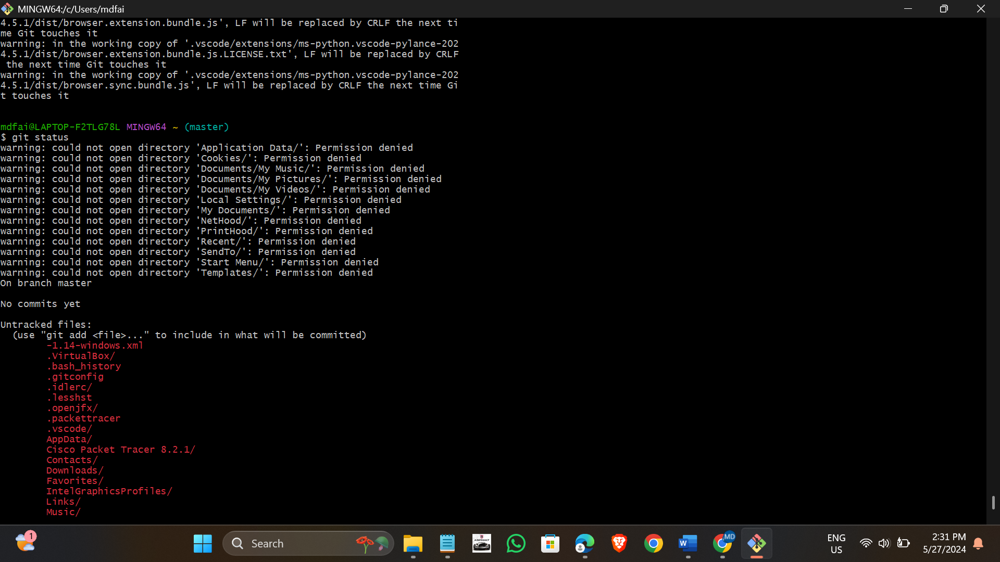 MINGW64:/c/Users/mdfai
4.5.1/dist/browser.extension.bundle.js', LF will be replaced by CRLF the next ti
me Git touches it
warning: in the working copy of '.vscode/extensions/ms-python.vscode-pylance-202
4.5.1/dist/browser.extension.bundle.js.LICENSE.txt', LF will be replaced by CRLF
 the next time Git touches it
warning: in the working copy of '.vscode/extensions/ms-python.vscode-pylance-202
4.5.1/dist/browser.sync.bundle.js', LF will be replaced by CRLF the next time Gi
t touches it
mdfai@LAPTOP-F2TLG78L MINGW64 ~ (master)
$ git status
warning: could not open directory 'Application Data/': Permission denied
warning: could not open directory 'Cookies/': Permission denied
warning: could not open directory 'Documents/My Music/': Permission denied
warning: could not open directory 'Documents/My Pictures/': Permission denied
warning: could not open directory 'Documents/My Videos/': Permission denied
warning: could not open directory 'Local Settings/': Permission denied
warning: could not open directory 'My Documents/': Permission denied
warning: could not open directory 'NetHood/': Permission denied
warning: could not open directory 'PrintHood/': Permission denied
warning: could not open directory 'Recent/': Permission denied
warning: could not open directory 'SendTo/': Permission denied
warning: could not open directory 'Start Menu/': Permission denied
warning: could not open directory 'Templates/': Permission denied
On branch master
No commits yet
Untracked files:
  (use "git add <file>..." to include in what will be committed)
        -1.14-windows.xml
        .VirtualBox/
        .bash_history
        .gitconfig
        .idlerc/
        .lesshst
        .openjfx/
        .packettracer
        .vscode/
        AppData/
        Cisco Packet Tracer 8.2.1/
        Contacts/
        Downloads/
        Favorites/
        IntelGraphicsProfiles/
        Links/
        Music/
1
Search
ASPHALT
W
MD
ENG
US
2:31 PM
5/27/2024